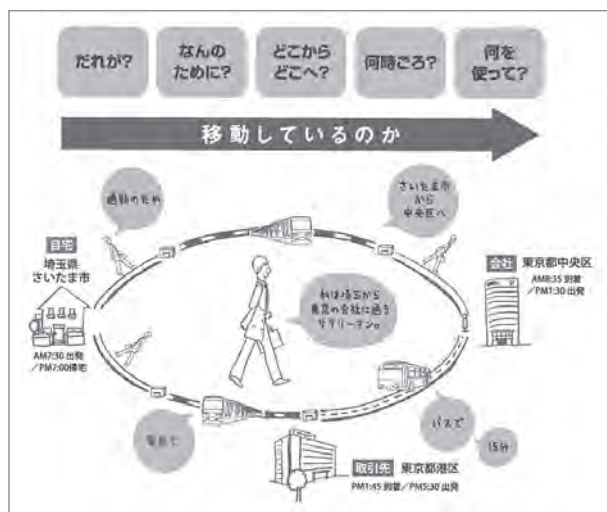 だれが?
なんの
ために?
どこから
どこへ?
何時ごろ?
何を
使って?
移動しているのか
通勤のため
さいたま市
から
中央区へ
自宅
埼玉県
さいたま市
AM7:30 出発
/PM7:00帰宅
私は埼玉から
東京の会社に通う
サラリーマン。
会社 東京都中央区
AM8:35 到着
/PM1:30 出発
電車で
バスで
15分
取引先 東京都港区
PM1:45 到着/PM5:30 出発